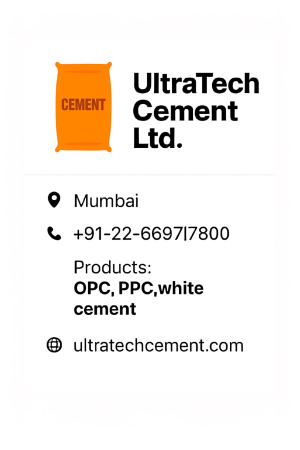 CEMENT
UltraTech
Cement
Ltd.
Mumbai
+91-22-6697|7800
Products:
OPC, PPC,white
cement
ultratechcement.com